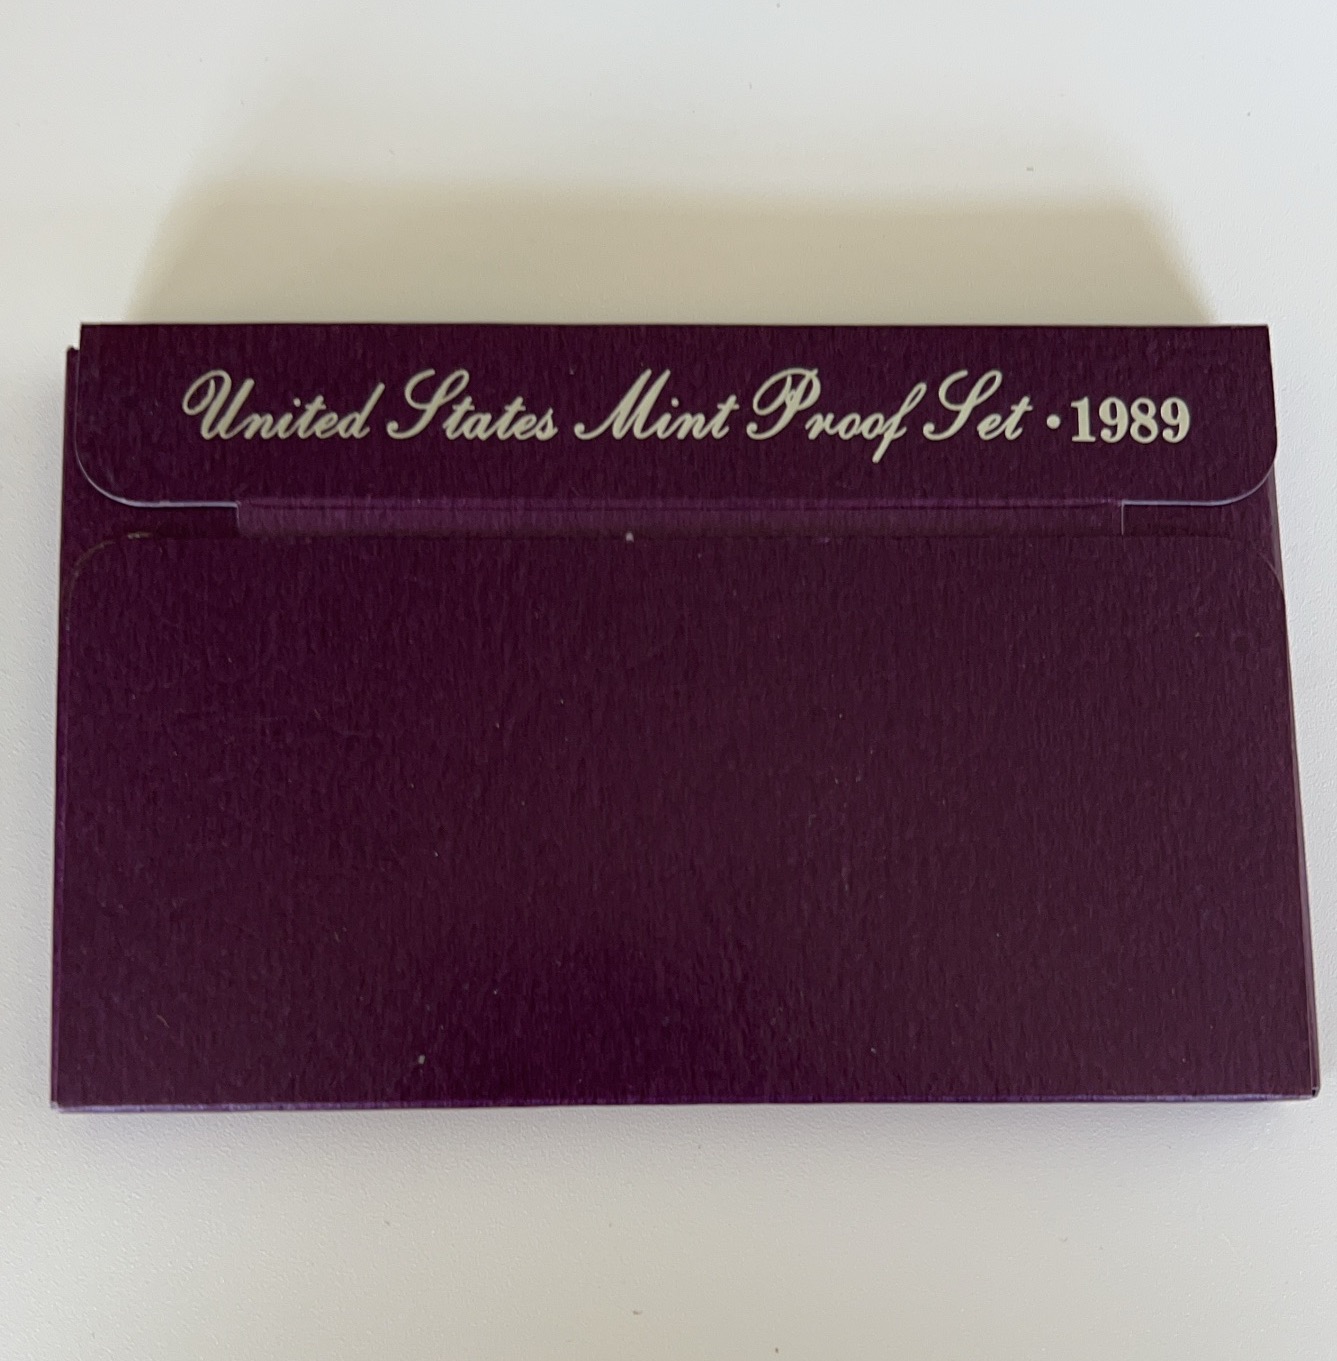 United States Mint Proof Set • 1989